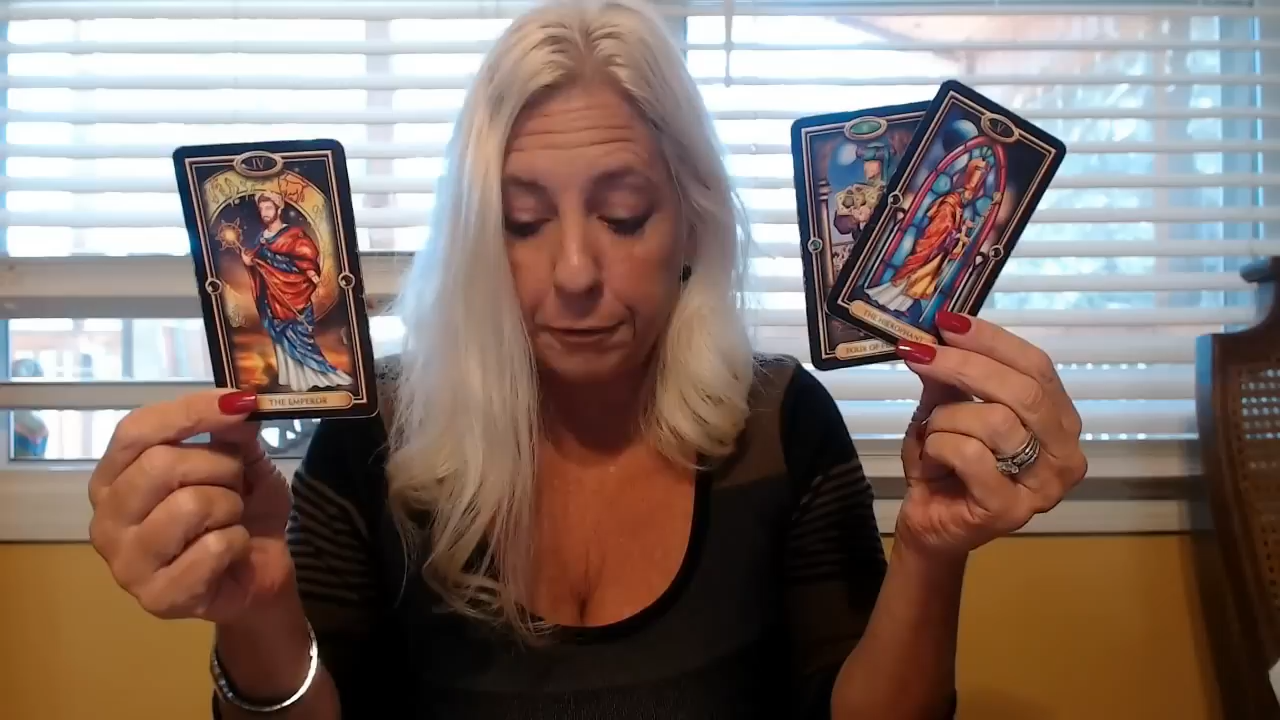 IV
THE EMPEROR
V
THE HIEROPHANT
FOUR OF